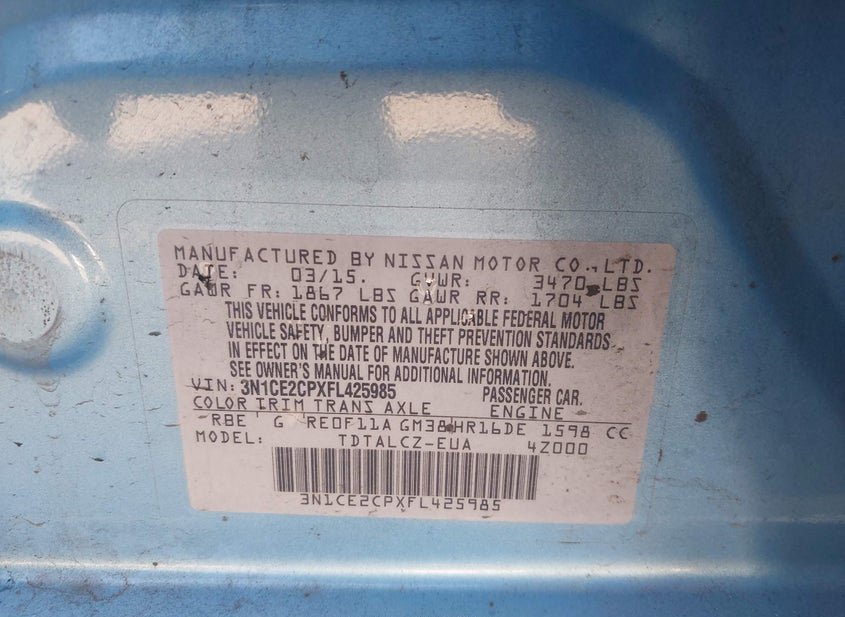 MANUFACTURED BY NISSAN MOTOR CO., LTD.
DATE: 03/15. GVWR: 3470 LBS
GAWR FR: 1867 LBS GAWR RR: 1704 LBS
THIS VEHICLE CONFORMS TO ALL APPLICABLE FEDERAL MOTOR
VEHICLE SAFETY, BUMPER AND THEFT PREVENTION STANDARDS
IN EFFECT ON THE DATE OF MANUFACTURE SHOWN ABOVE.
SEE OWNER'S MANUAL FOR ADDITIONAL INFORMATION.
VIN: 3N1CE2CPXFL425985 PASSENGER CAR.
COLOR TRIM TRANS AXLE ENGINE
RBE G RE0F11A GM38 HR16DE 1598 CC
MODEL: TDTALCZ-EUA 4Z000
3N1CE2CPXFL425985